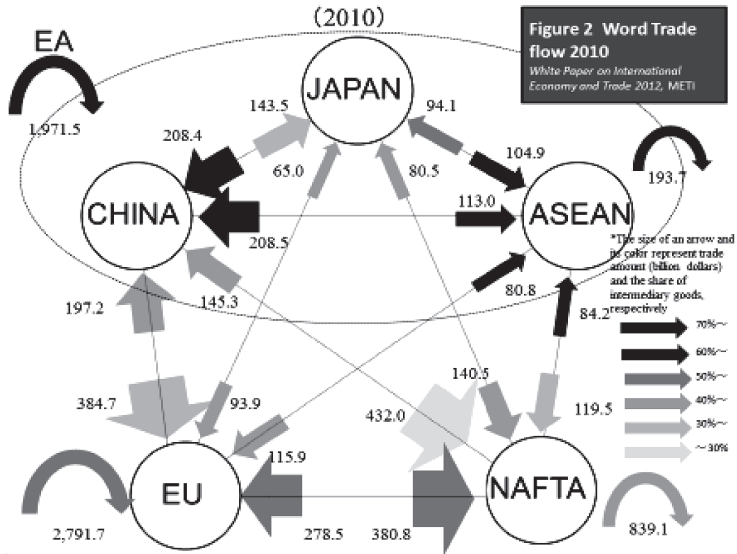 (2010)
Figure 2 Word Trade
flow 2010
White Paper on International
Economy and Trade 2012, METI
EA
1,971.5
JAPAN
143.5
94.1
208.4
65.0
80.5
104.9
193.7
CHINA
ASEAN
113.0
208.5
*The size of an arrow and
its color represent trade
amount (billion dollars)
and the share of
intermediary goods,
respectively
80.8
84.2
197.2
145.3
70%~
60%~
50%~
40%~
30%~
~30%
384.7
93.9
432.0
140.5
119.5
115.9
EU
NAFTA
2,791.7
278.5
380.8
839.1